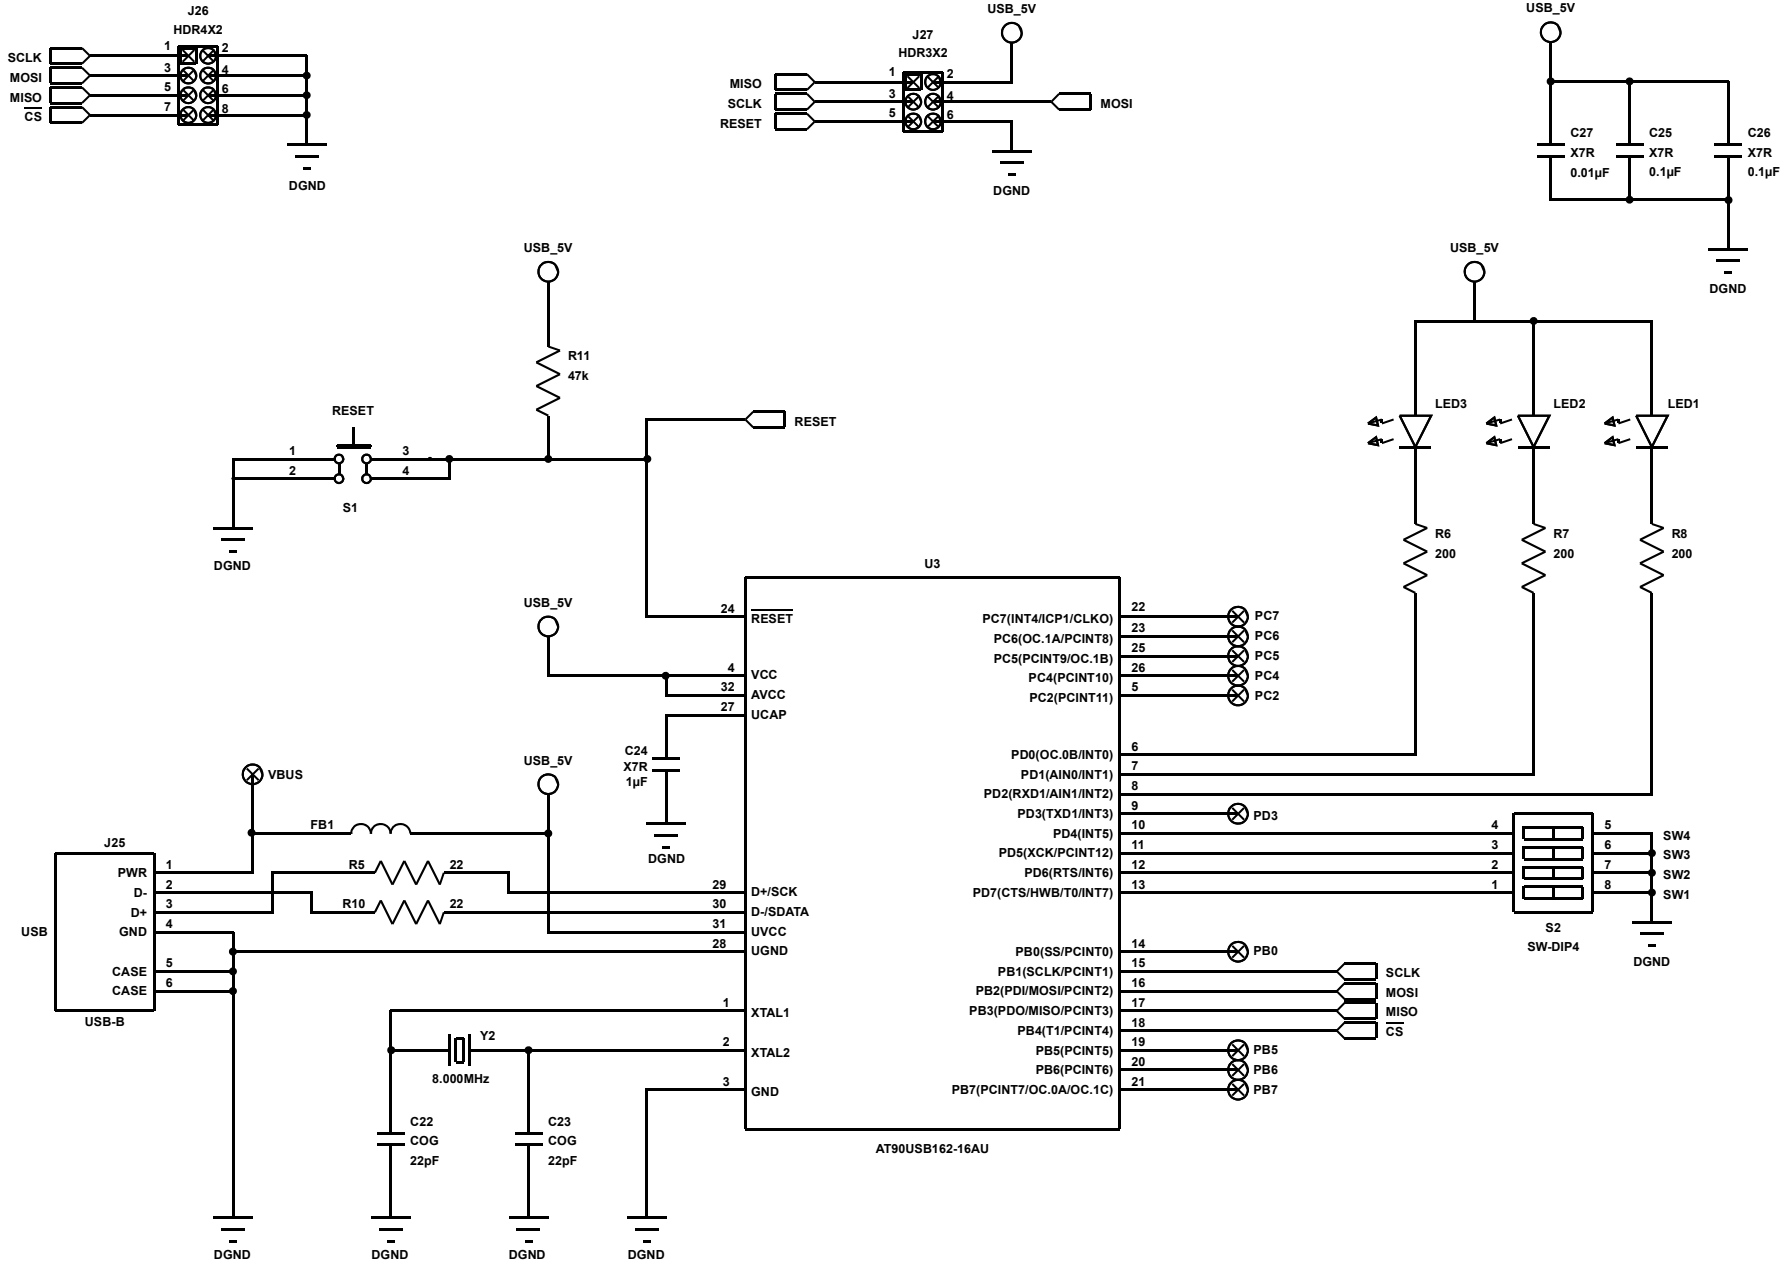 J26
HDR4X2
SCLK 1 2
MOSI 3 4
MISO 5 6
CS 7 8
DGND
USB_5V
J27
HDR3X2
MISO 1 2
SCLK 3 4 MOSI
RESET 5 6
DGND
USB_5V
C27
X7R
0.01µF
C25
X7R
0.1µF
C26
X7R
0.1µF
DGND
USB_5V
R11
47k
RESET
1 3
2 4
S1
DGND
RESET
USB_5V
LED3
LED2
LED1
R6
200
R7
200
R8
200
U3
24 RESET
USB_5V
4 VCC
32 AVCC
27 UCAP
C24
X7R
1µF
DGND
VBUS
USB_5V
FB1
J25
USB
PWR 1
D- 2
D+ 3
GND 4
CASE 5
CASE 6
USB-B
R5 22
R10 22
29 D+/SCK
30 D-/SDATA
31 UVCC
28 UGND
1 XTAL1
2 XTAL2
3 GND
Y2
8.000MHz
C22
COG
22pF
C23
COG
22pF
DGND
DGND
DGND
DGND
PC7(INT4/ICP1/CLKO) 22 PC7
PC6(OC.1A/PCINT8) 23 PC6
PC5(PCINT9/OC.1B) 25 PC5
PC4(PCINT10) 26 PC4
PC2(PCINT11) 5 PC2
PD0(OC.0B/INT0) 6
PD1(AIN0/INT1) 7
PD2(RXD1/AIN1/INT2) 8
PD3(TXD1/INT3) 9 PD3
PD4(INT5) 10 4 5 SW4
PD5(XCK/PCINT12) 11 3 6 SW3
PD6(RTS/INT6) 12 2 7 SW2
PD7(CTS/HWB/T0/INT7) 13 1 8 SW1
S2
SW-DIP4
DGND
PB0(SS/PCINT0) 14 PB0
PB1(SCLK/PCINT1) 15 SCLK
PB2(PDI/MOSI/PCINT2) 16 MOSI
PB3(PDO/MISO/PCINT3) 17 MISO
PB4(T1/PCINT4) 18 CS
PB5(PCINT5) 19 PB5
PB6(PCINT6) 20 PB6
PB7(PCINT7/OC.0A/OC.1C) 21 PB7
AT90USB162-16AU